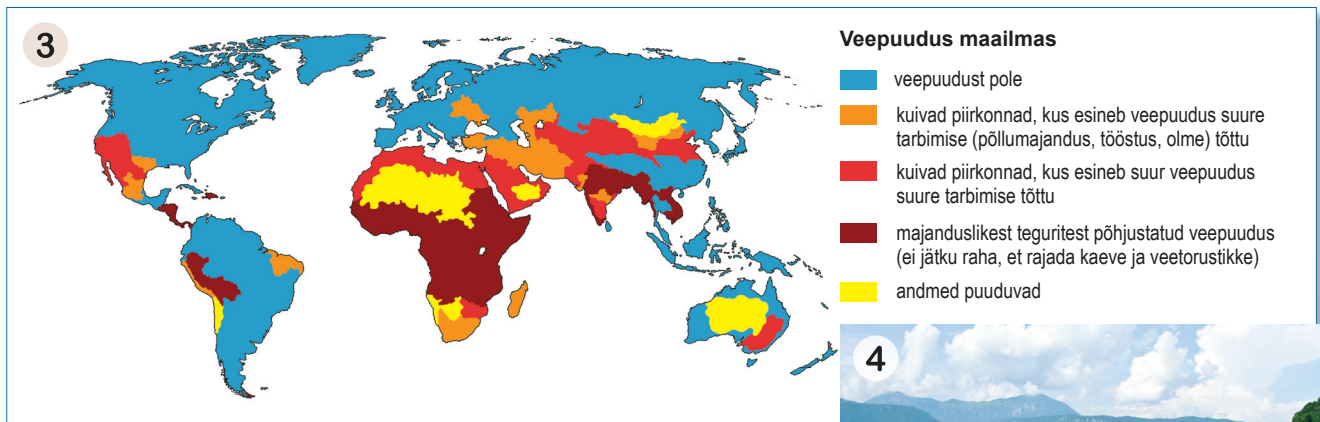 3
Veepuudus maailmas
veepuudust pole
kuivad piirkonnad, kus esineb veepuudus suure
tarbimise (põllumajandus, tööstus, olme) tõttu
kuivad piirkonnad, kus esineb suur veepuudus
suure tarbimise tõttu
majanduslikest teguritest põhjustatud veepuudus
(ei jätku raha, et rajada kaeve ja veetorustikke)
andmed puuduvad
4